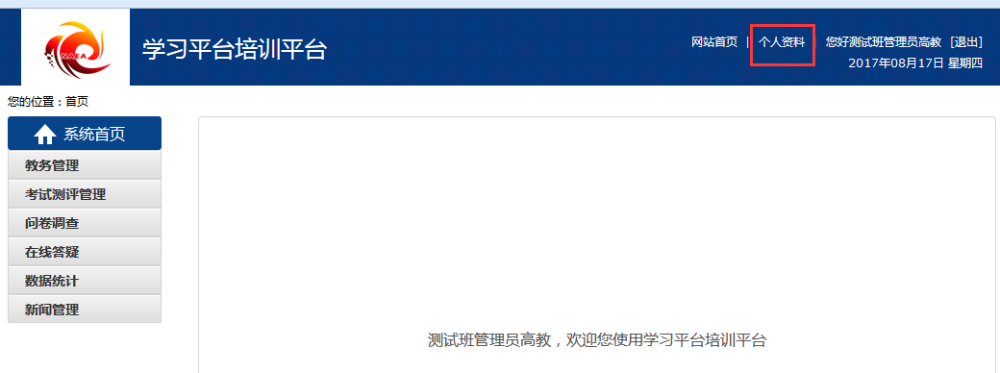 NAEA
学习平台培训平台
网站首页 | 个人资料 | 您好测试班管理员高教 [退出]
2017年08月17日 星期四
您的位置：首页
系统首页
教务管理
考试测评管理
问卷调查
在线答疑
数据统计
新闻管理
测试班管理员高教，欢迎您使用学习平台培训平台